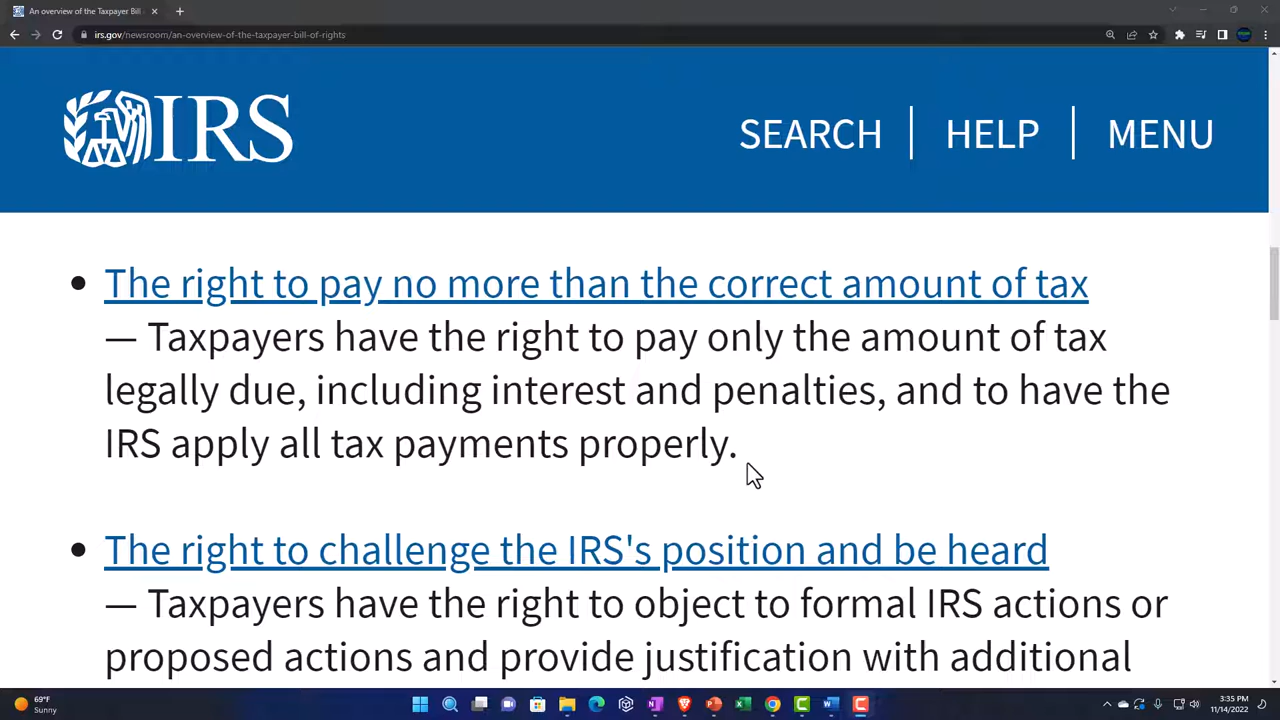 An overview of the Taxpayer Bill
irs.gov/newsroom/an-overview-of-the-taxpayer-bill-of-rights
IRS
SEARCH | HELP | MENU
• The right to pay no more than the correct amount of tax
— Taxpayers have the right to pay only the amount of tax
legally due, including interest and penalties, and to have the
IRS apply all tax payments properly.
• The right to challenge the IRS's position and be heard
— Taxpayers have the right to object to formal IRS actions or
proposed actions and provide justification with additional
69°F
Sunny
3:35 PM
11/14/2022